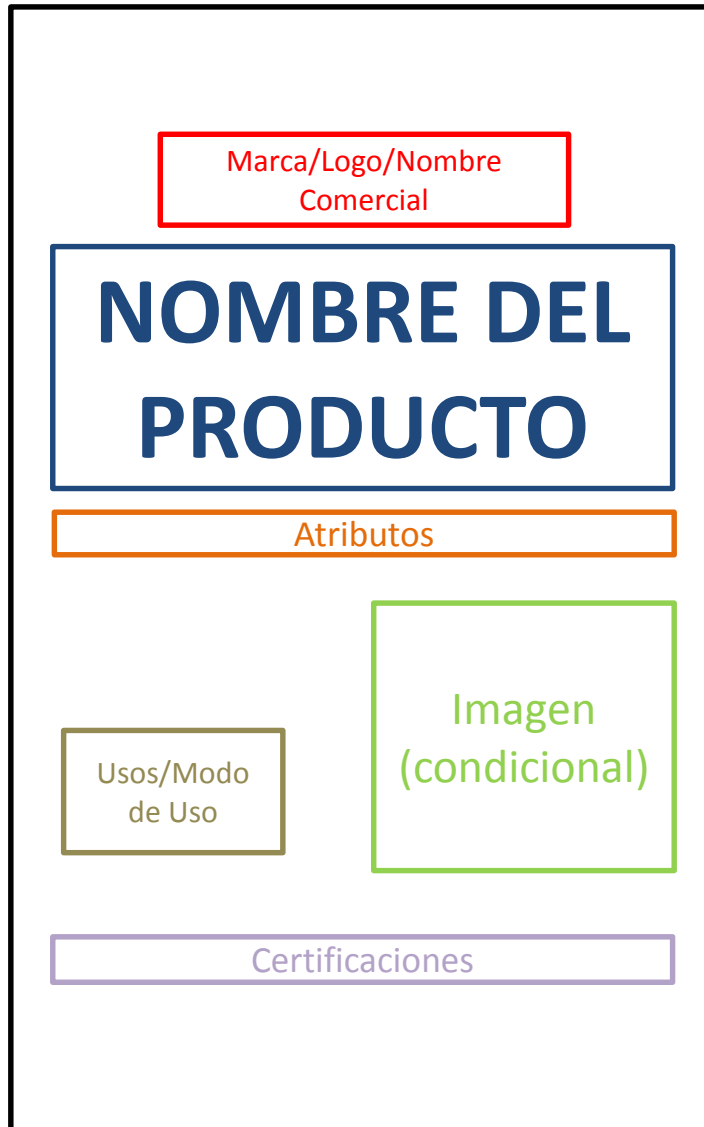 Marca/Logo/Nombre
Comercial
NOMBRE DEL
PRODUCTO
Atributos
Imagen
(condicional)
Usos/Modo
de Uso
Certificaciones